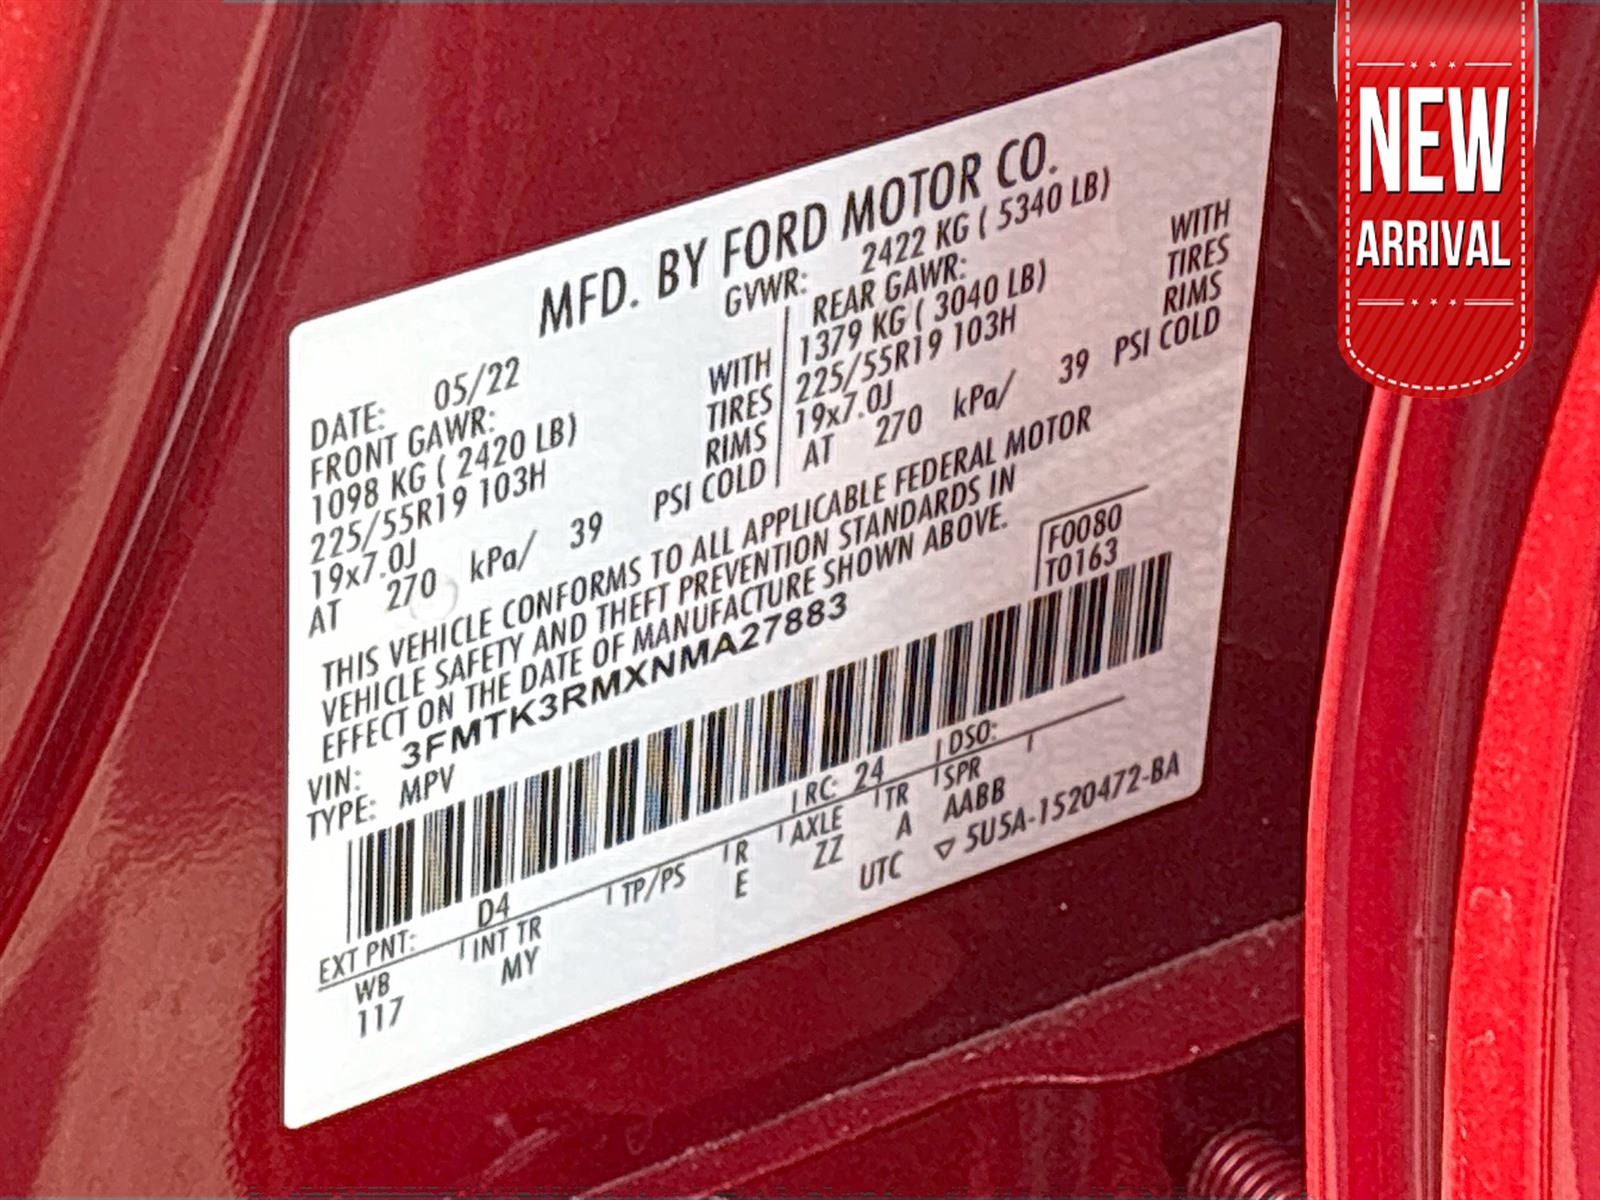 NEW
ARRIVAL
MFD. BY FORD MOTOR CO.
DATE: 05/22 GVWR: 2422 KG ( 5340 LB)
FRONT GAWR: REAR GAWR:
1098 KG ( 2420 LB) WITH 1379 KG ( 3040 LB) WITH
225/55R19 103H TIRES 225/55R19 103H TIRES
19x7.0J RIMS 19x7.0J RIMS
AT 270 kPa/ 39 PSI COLD AT 270 kPa/ 39 PSI COLD
THIS VEHICLE CONFORMS TO ALL APPLICABLE FEDERAL MOTOR
VEHICLE SAFETY AND THEFT PREVENTION STANDARDS IN
EFFECT ON THE DATE OF MANUFACTURE SHOWN ABOVE.
VIN: 3FMTK3RMXNMA27883 F0080
TYPE: MPV T0163
EXT PNT: D4 RC: 24 DSO:
WB INT TR TP/PS R AXLE TR SPR
117 MY E ZZ A AABB
UTC ▽ 5U5A-1520472-BA